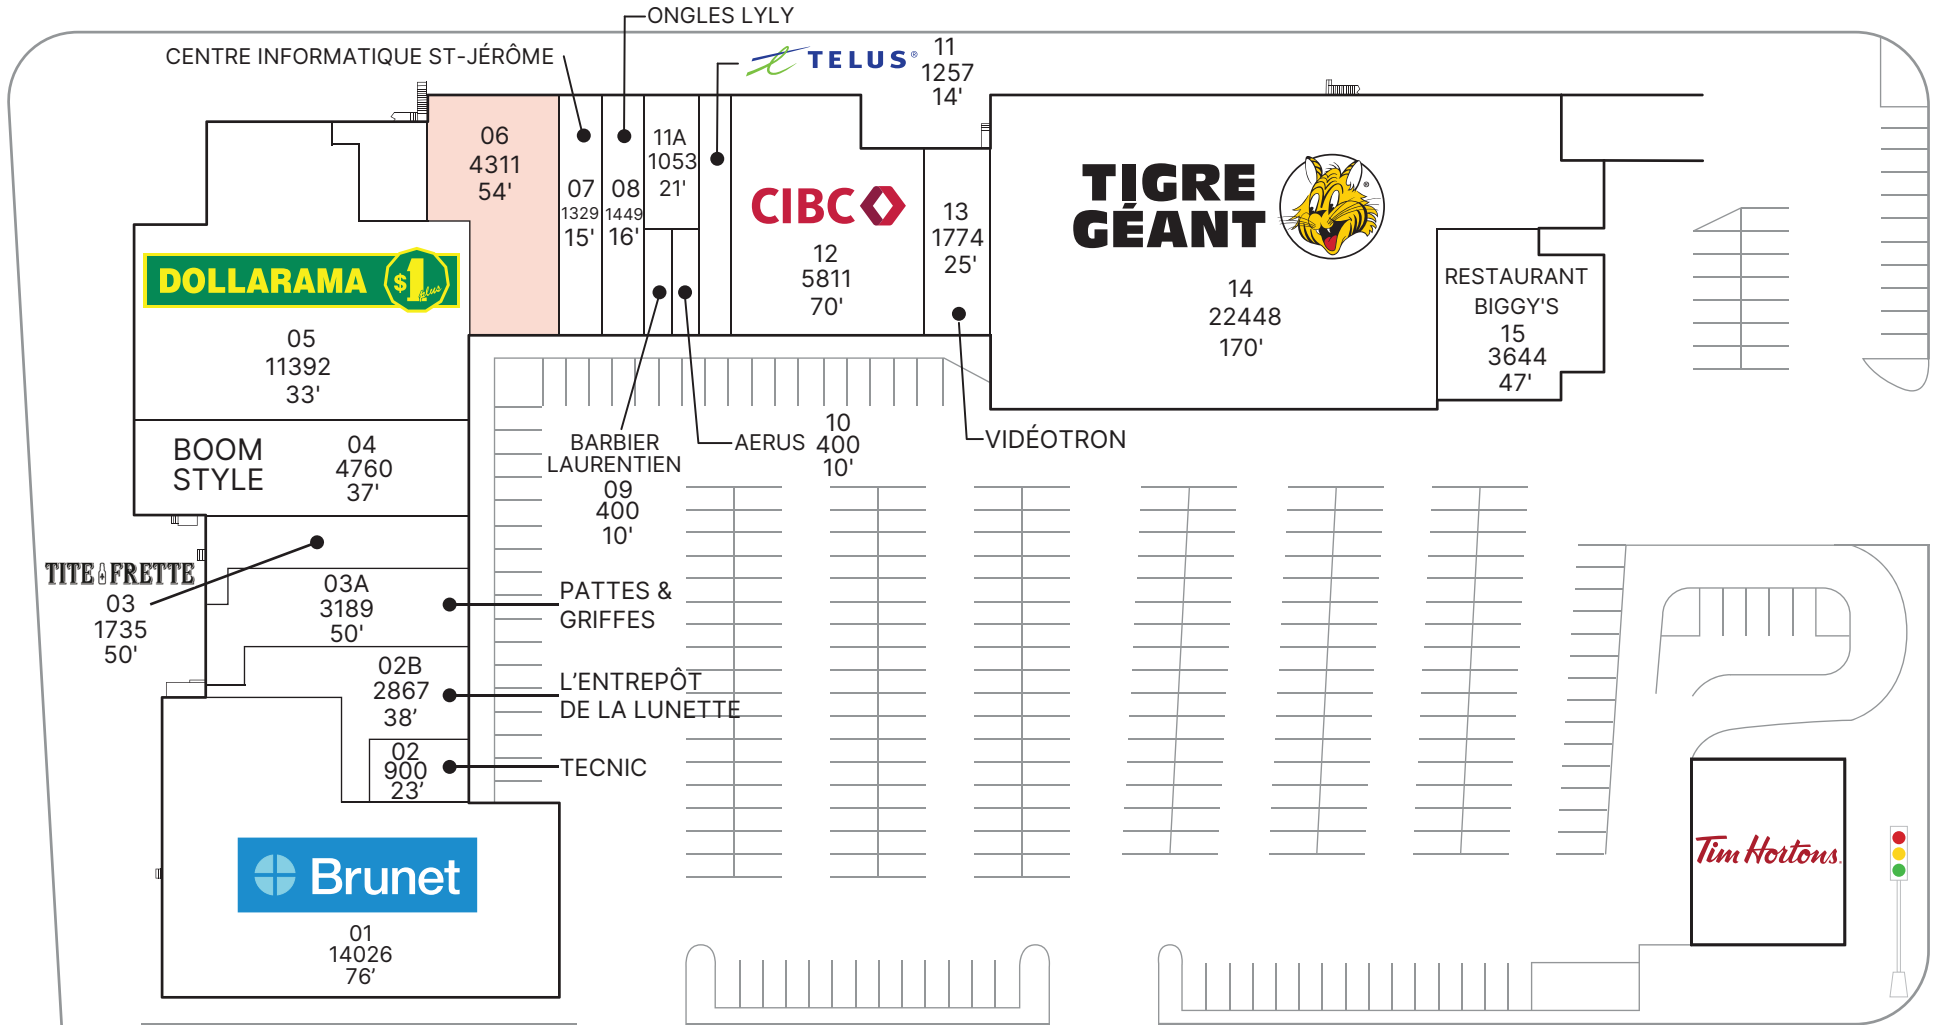 ONGLES LYLY
CENTRE INFORMATIQUE ST-JÉRÔME
TELUS®
11
1257
14'
06
4311
54'
07
1329
15'
08
1449
16'
11A
1053
21'
CIBC
12
5811
70'
13
1774
25'
TIGRE
GÉANT
®
14
22448
170'
RESTAURANT
BIGGY'S
15
3644
47'
DOLLARAMA $1 plus
05
11392
33'
BOOM
STYLE
04
4760
37'
BARBIER
LAURENTIEN
09
400
10'
AERUS
10
400
10'
VIDÉOTRON
TITE FRETTE
03
1735
50'
03A
3189
50'
PATTES &
GRIFFES
02B
2867
38’
L’ENTREPÔT
DE LA LUNETTE
02
900
23’
TECNIC
Brunet
01
14026
76’
Tim Hortons.